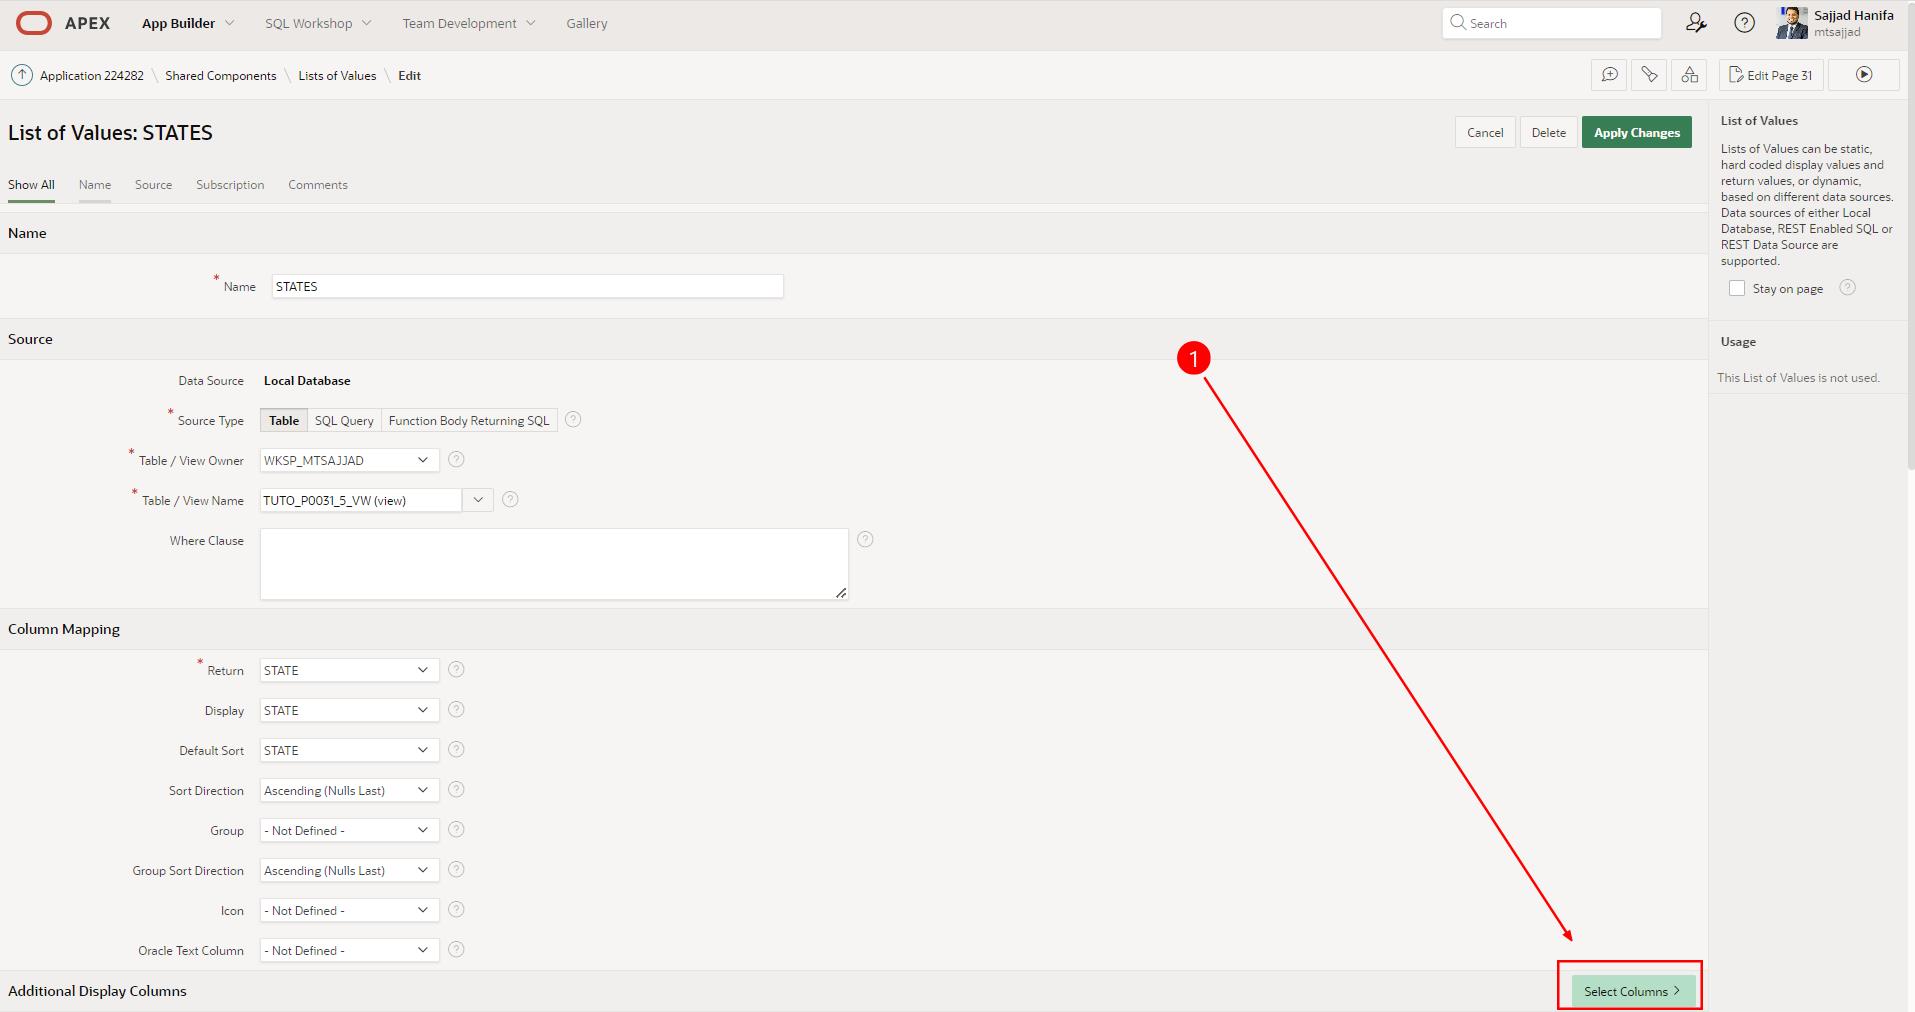 APEX App Builder SQL Workshop Team Development Gallery Search Sajjad Hanifa
mtsajjad
Application 224282 \ Shared Components \ Lists of Values \ Edit Edit Page 31
List of Values: STATES Cancel Delete Apply Changes
Show All Name Source Subscription Comments
Name
* Name STATES
Source
Data Source Local Database
* Source Type Table SQL Query Function Body Returning SQL ?
* Table / View Owner WKSP_MTSAJJAD ?
* Table / View Name TUTO_P0031_5_VW (view) ?
Where Clause ?
Column Mapping
* Return STATE ?
Display STATE ?
Default Sort STATE ?
Sort Direction Ascending (Nulls Last) ?
Group - Not Defined - ?
Group Sort Direction Ascending (Nulls Last) ?
Icon - Not Defined - ?
Oracle Text Column - Not Defined - ?
Additional Display Columns Select Columns >
1
List of Values
Lists of Values can be static,
hard coded display values and
return values, or dynamic,
based on different data sources.
Data sources of either Local
Database, REST Enabled SQL or
REST Data Source are
supported.
Stay on page ?
Usage
This List of Values is not used.